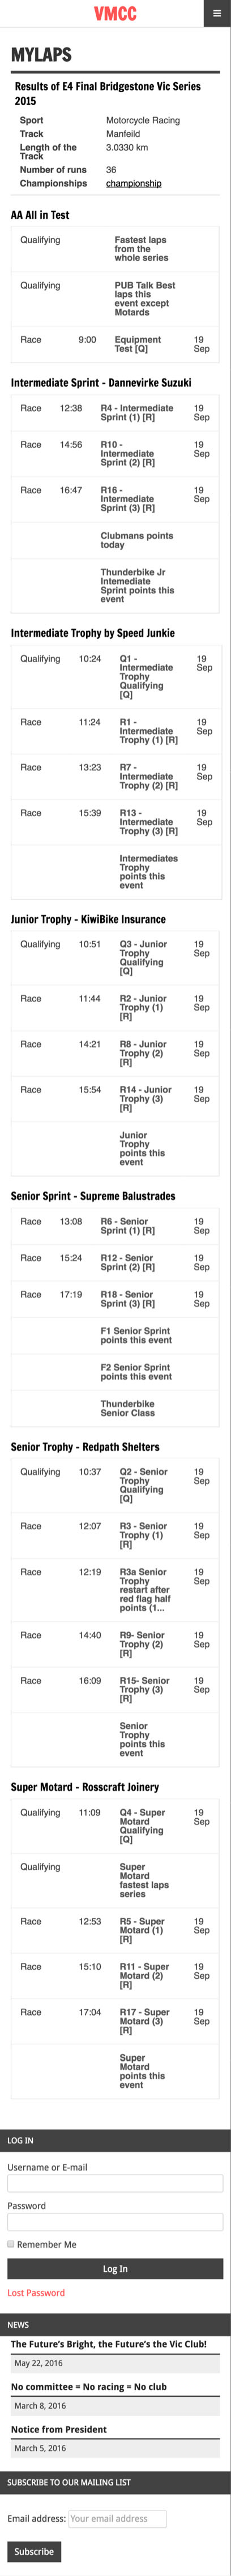 VMCC
MYLAPS
Results of E4 Final Bridgestone Vic Series
2015
Sport Motorcycle Racing
Track Manfeild
Length of the
Track 3.0330 km
Number of runs 36
Championships championship
AA All in Test
Qualifying Fastest laps
from the
whole series
Qualifying PUB Talk Best
laps this
event except
Motards
Race 9:00 Equipment 19
Test [Q] Sep
Intermediate Sprint - Dannevirke Suzuki
Race 12:38 R4 - Intermediate 19
Sprint (1) [R] Sep
Race 14:56 R10 - 19
Intermediate Sep
Sprint (2) [R]
Race 16:47 R16 - 19
Intermediate Sep
Sprint (3) [R]
Clubmans points
today
Thunderbike Jr
Intemediate
Sprint points this
event
Intermediate Trophy by Speed Junkie
Qualifying 10:24 Q1 - 19
Intermediate Sep
Trophy
Qualifying
[Q]
Race 11:24 R1 - 19
Intermediate Sep
Trophy (1) [R]
Race 13:23 R7 - 19
Intermediate Sep
Trophy (2) [R]
Race 15:39 R13 - 19
Intermediate Sep
Trophy (3) [R]
Intermediates
Trophy
points this
event
Junior Trophy - KiwiBike Insurance
Qualifying 10:51 Q3 - Junior 19
Trophy Sep
Qualifying
[Q]
Race 11:44 R2 - Junior 19
Trophy (1) Sep
[R]
Race 14:21 R8 - Junior 19
Trophy (2) Sep
[R]
Race 15:54 R14 - Junior 19
Trophy (3) Sep
[R]
Junior
Trophy
points this
event
Senior Sprint - Supreme Balustrades
Race 13:08 R6 - Senior 19
Sprint (1) [R] Sep
Race 15:24 R12 - Senior 19
Sprint (2) [R] Sep
Race 17:19 R18 - Senior 19
Sprint (3) [R] Sep
F1 Senior Sprint
points this event
F2 Senior Sprint
points this event
Thunderbike
Senior Class
Senior Trophy - Redpath Shelters
Qualifying 10:37 Q2 - Senior 19
Trophy Sep
Qualifying
[Q]
Race 12:07 R3 - Senior 19
Trophy (1) Sep
[R]
Race 12:19 R3a Senior 19
Trophy Sep
restart after
red flag half
points (1...
Race 14:40 R9- Senior 19
Trophy (2) Sep
[R]
Race 16:09 R15- Senior 19
Trophy (3) Sep
[R]
Senior
Trophy
points this
event
Super Motard - Rosscraft Joinery
Qualifying 11:09 Q4 - Super 19
Motard Sep
Qualifying
[Q]
Qualifying Super
Motard
fastest laps
series
Race 12:53 R5 - Super 19
Motard (1) Sep
[R]
Race 15:10 R11 - Super 19
Motard (2) Sep
[R]
Race 17:04 R17 - Super 19
Motard (3) Sep
[R]
Super
Motard
points this
event
LOG IN
Username or E-mail
Password
Remember Me
Log In
Lost Password
NEWS
The Future's Bright, the Future's the Vic Club!
May 22, 2016
No committee = No racing = No club
March 8, 2016
Notice from President
March 5, 2016
SUBSCRIBE TO OUR MAILING LIST
Email address: Your email address
Subscribe